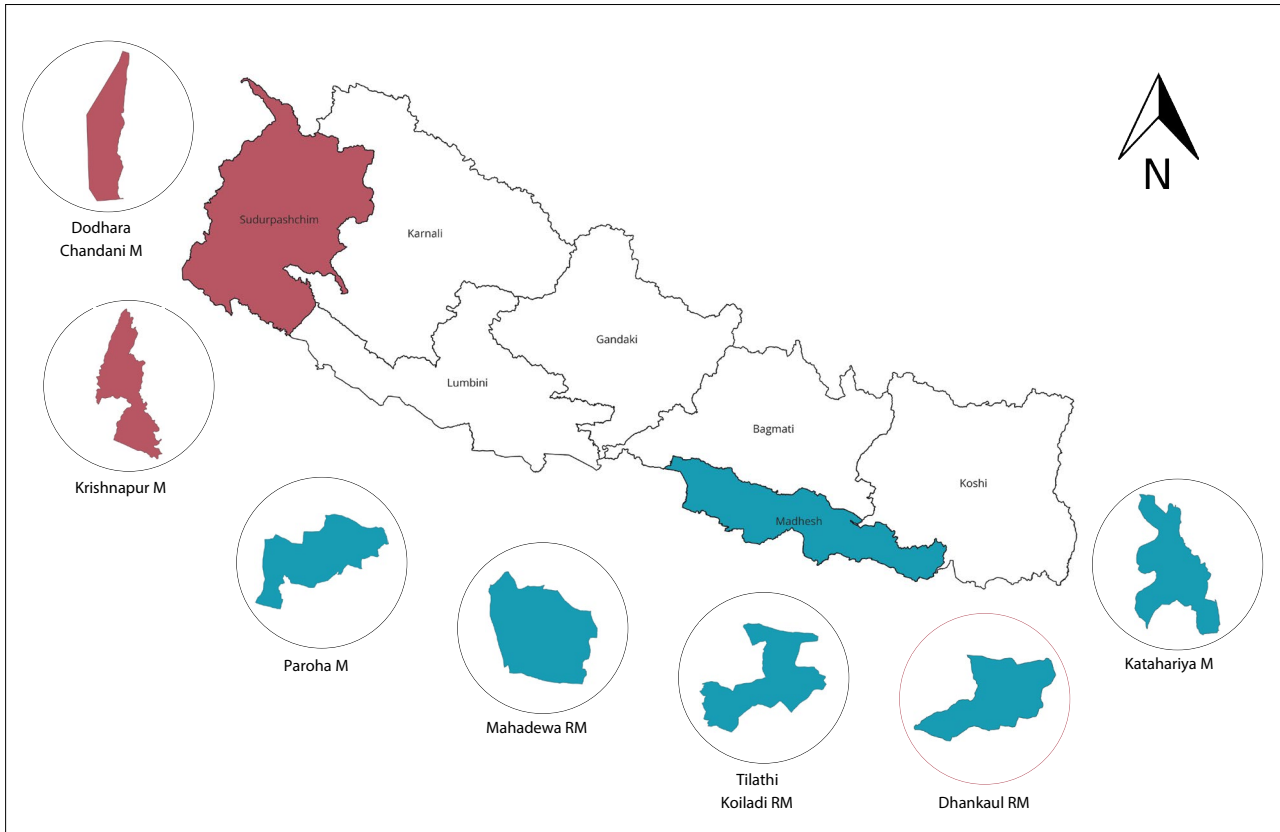 N
Dodhara
Chandani M
Sudurpashchim
Karnali
Gandaki
Lumbini
Bagmati
Koshi
Madhesh
Krishnapur M
Paroha M
Mahadewa RM
Tilathi
Koiladi RM
Dhankaul RM
Katahariya M